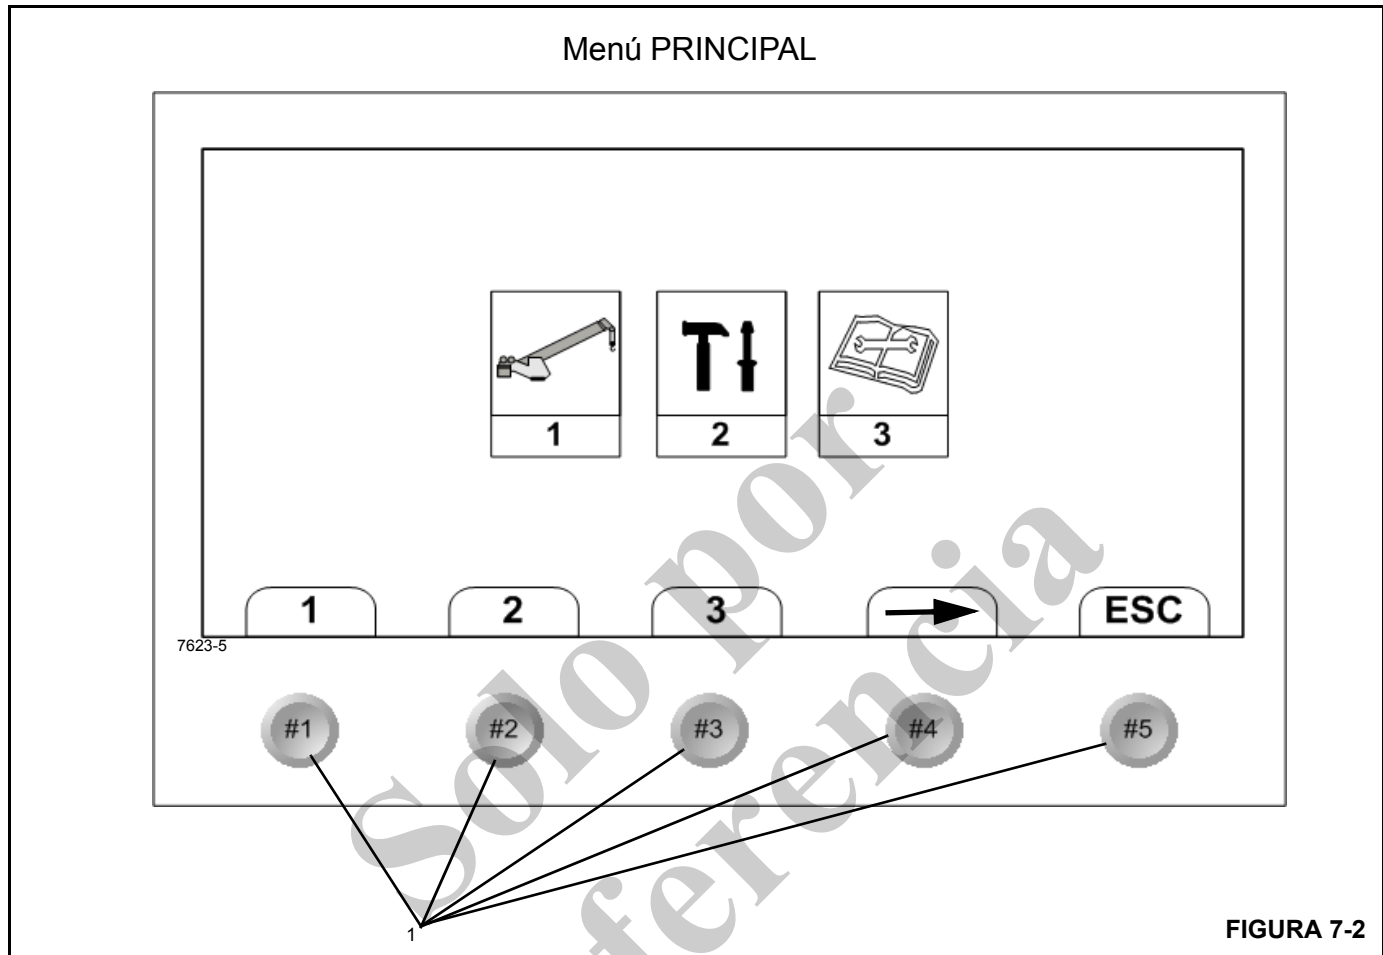 Menú PRINCIPAL
1 2 3
1 2 3 ESC
7623-5
#1 #2 #3 #4 #5
1
FIGURA 7-2
Solo por
ferencia